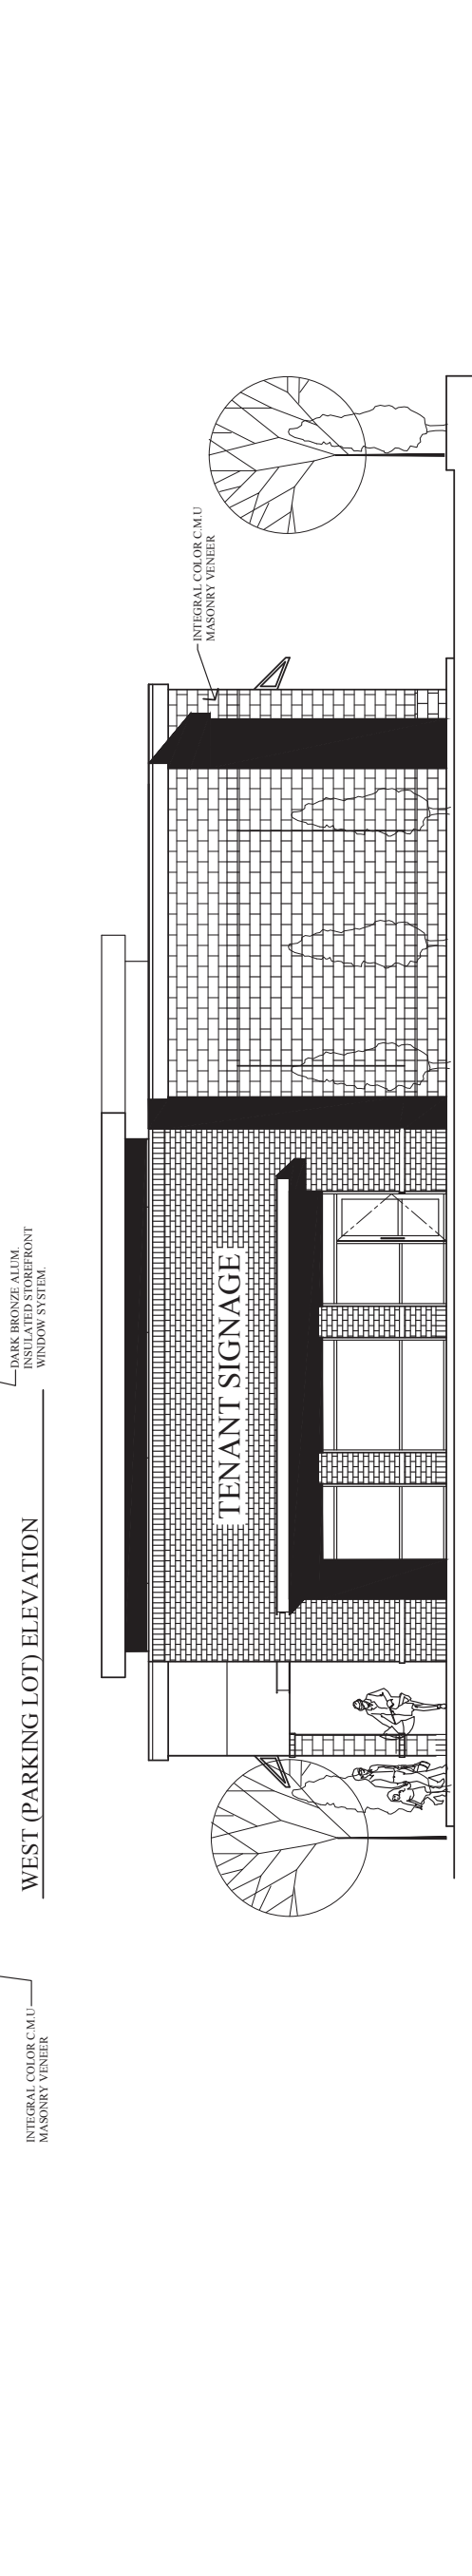 INTEGRAL COLOR C.M.U
MASONRY VENEER
WEST (PARKING LOT) ELEVATION
DARK BRONZE ALUM.
INSULATED STOREFRONT
WINDOW SYSTEM.
TENANT SIGNAGE
INTEGRAL COLOR C.M.U
MASONRY VENEER